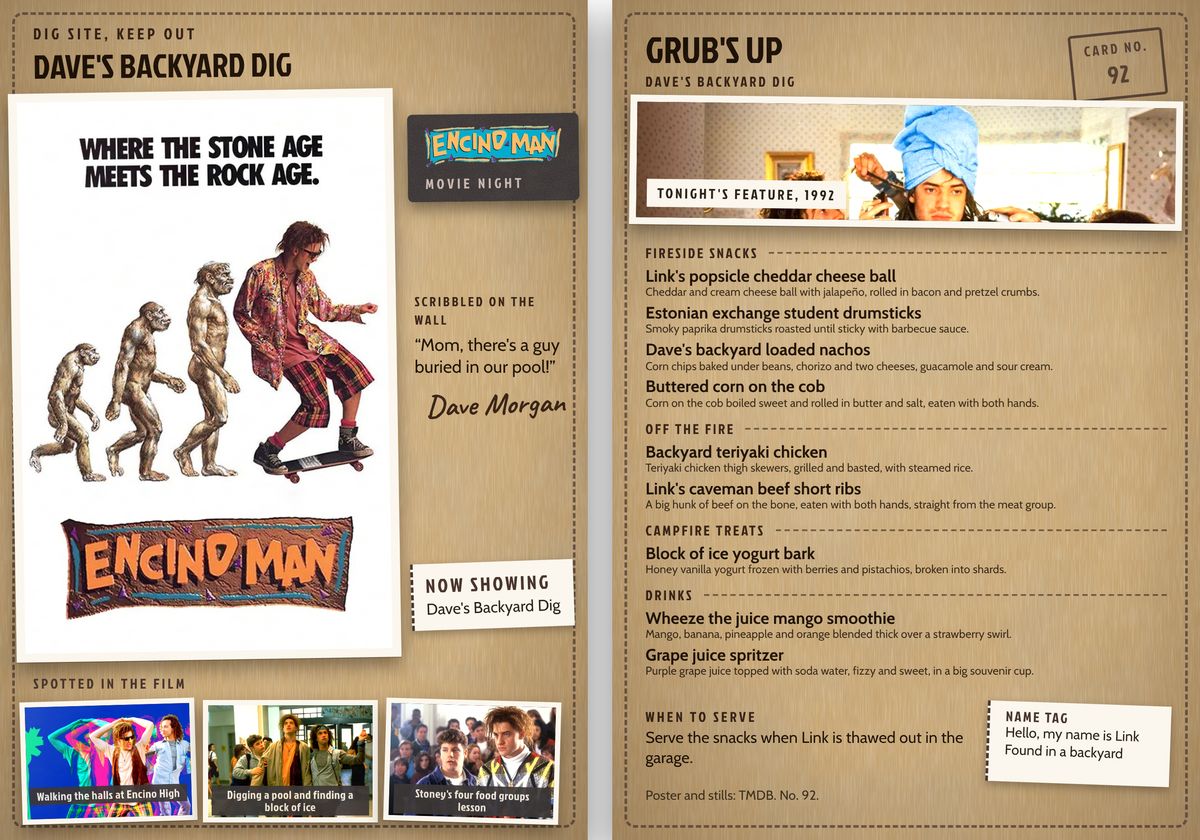 DIG SITE, KEEP OUT
DAVE'S BACKYARD DIG
WHERE THE STONE AGE
MEETS THE ROCK AGE.
ENCINO MAN
ENCINO MAN
MOVIE NIGHT
SCRIBBLED ON THE
WALL
“Mom, there's a guy
buried in our pool!”
Dave Morgan
NOW SHOWING
Dave's Backyard Dig
SPOTTED IN THE FILM
Walking the halls at Encino High
Digging a pool and finding a
block of ice
Stoney's four food groups
lesson
GRUB'S UP
DAVE'S BACKYARD DIG
CARD NO.
92
TONIGHT'S FEATURE, 1992
FIRESIDE SNACKS
Link's popsicle cheddar cheese ball
Cheddar and cream cheese ball with jalapeño, rolled in bacon and pretzel crumbs.
Estonian exchange student drumsticks
Smoky paprika drumsticks roasted until sticky with barbecue sauce.
Dave's backyard loaded nachos
Corn chips baked under beans, chorizo and two cheeses, guacamole and sour cream.
Buttered corn on the cob
Corn on the cob boiled sweet and rolled in butter and salt, eaten with both hands.
OFF THE FIRE
Backyard teriyaki chicken
Teriyaki chicken thigh skewers, grilled and basted, with steamed rice.
Link's caveman beef short ribs
A big hunk of beef on the bone, eaten with both hands, straight from the meat group.
CAMPFIRE TREATS
Block of ice yogurt bark
Honey vanilla yogurt frozen with berries and pistachios, broken into shards.
DRINKS
Wheeze the juice mango smoothie
Mango, banana, pineapple and orange blended thick over a strawberry swirl.
Grape juice spritzer
Purple grape juice topped with soda water, fizzy and sweet, in a big souvenir cup.
WHEN TO SERVE
Serve the snacks when Link is thawed out in the
garage.
NAME TAG
Hello, my name is Link
Found in a backyard
Poster and stills: TMDB. No. 92.